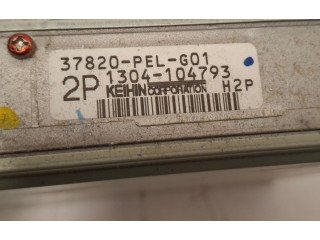 37820-PEL-G01
2P 1304-104793
KEIHIN CORPORATION H2P